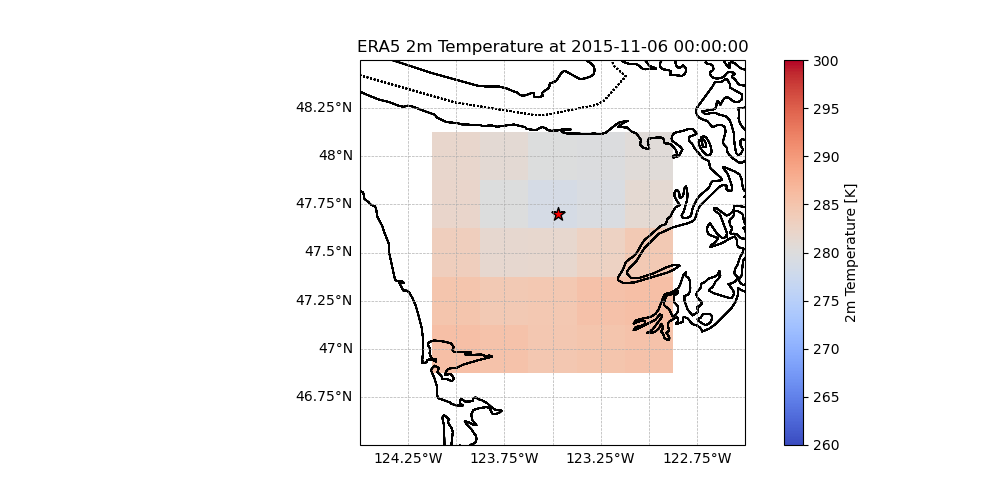 ERA5 2m Temperature at 2015-11-06 00:00:00
48.25°N
48°N
47.75°N
47.5°N
47.25°N
47°N
46.75°N
124.25°W 123.75°W 123.25°W 122.75°W
300
295
290
285
280
275
270
265
260
2m Temperature [K]